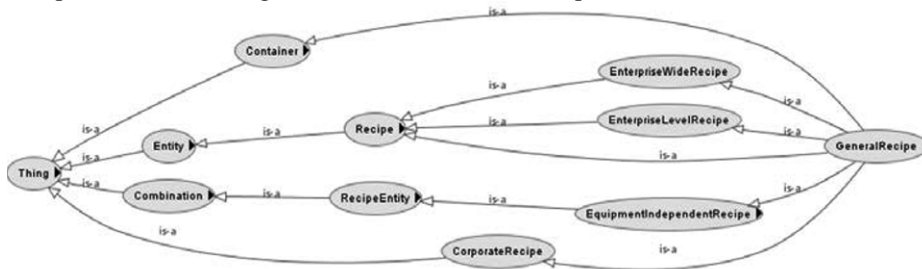 is-a
Container
EnterpriseWideRecipe
is-a
is-a
is-a
is-a
EnterpriseLevelRecipe
is-a
Recipe
is-a
Entity
is-a
is-a
GeneralRecipe
Thing
is-a
is-a
Combination
is-a
RecipeEntity
is-a
EquipmentIndependentRecipe
is-a
is-a
CorporateRecipe
is-a